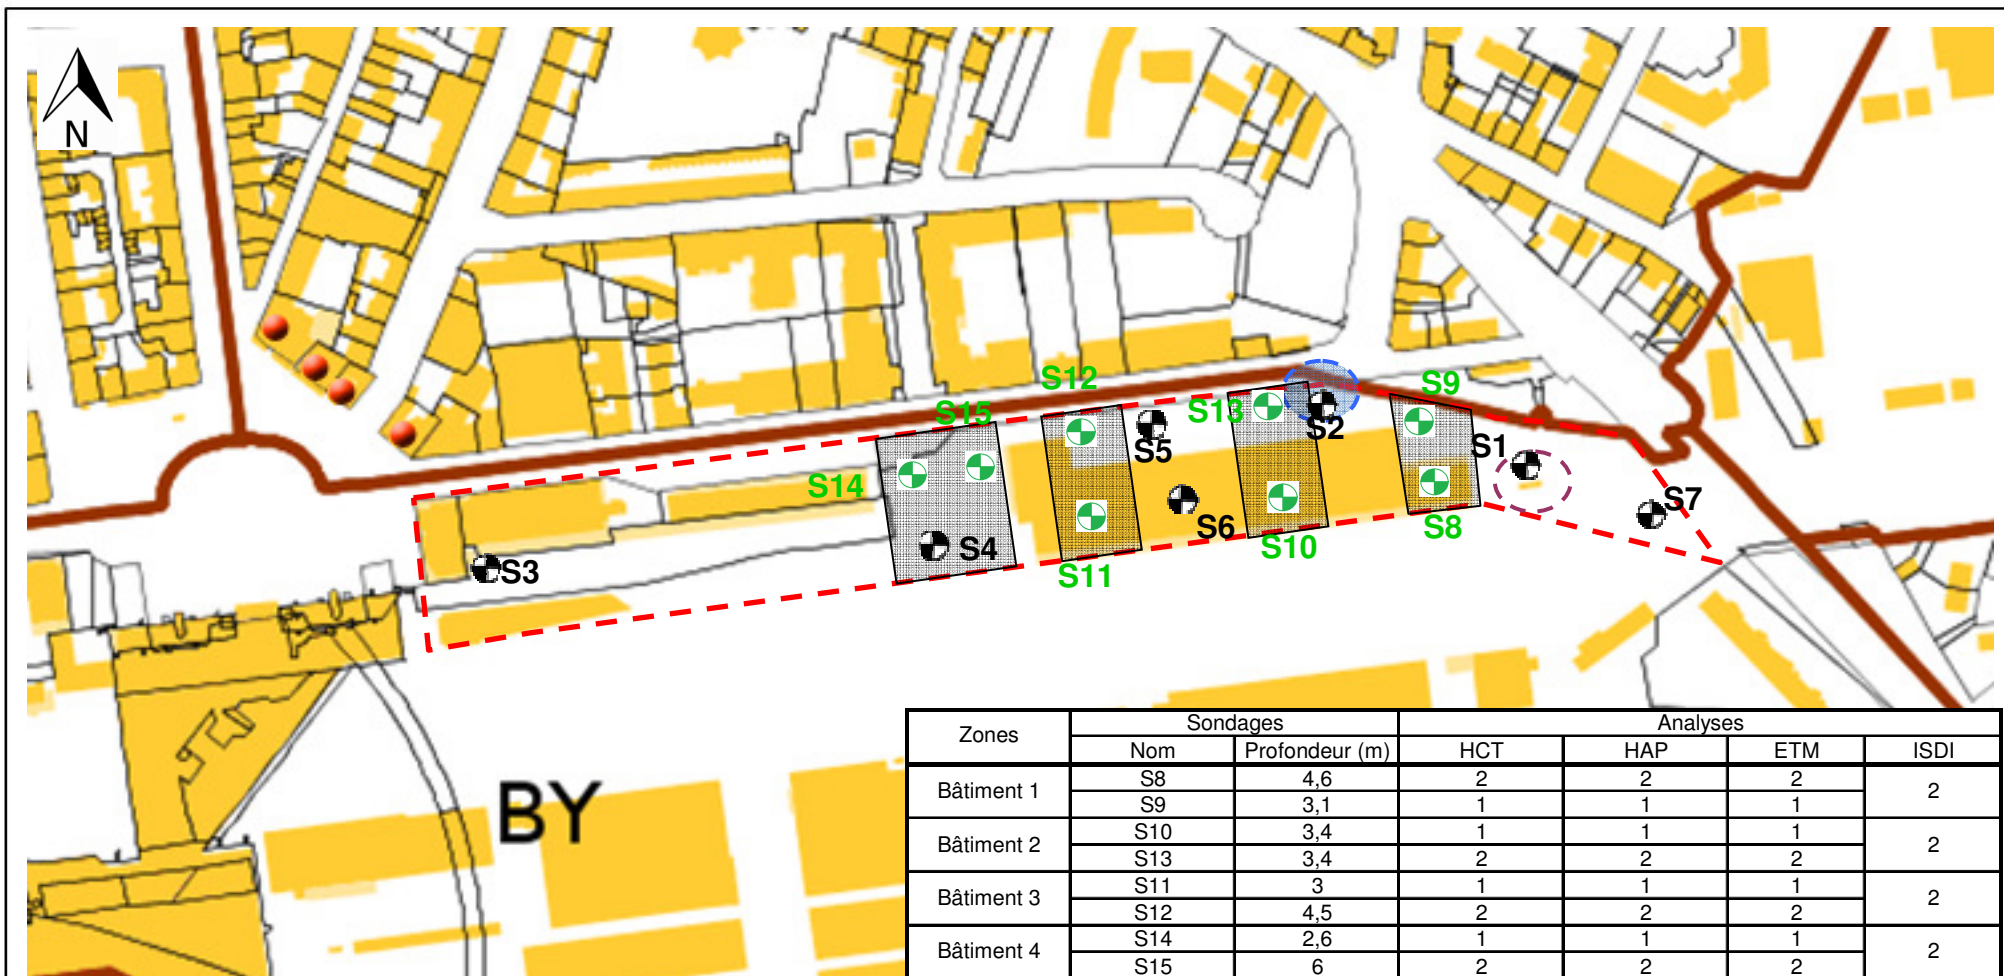 N
S12
S9
S15
S13
S2
S5
S1
S14
S7
S6
S4
S10
S8
S3
S11
BY
Zones Sondages Analyses
Nom Profondeur (m) HCT HAP ETM ISDI
Bâtiment 1 S8 4,6 2 2 2 2
S9 3,1 1 1 1
Bâtiment 2 S10 3,4 1 1 1 2
S13 3,4 2 2 2
Bâtiment 3 S11 3 1 1 1 2
S12 4,5 2 2 2
Bâtiment 4 S14 2,6 1 1 1 2
S15 6 2 2 2